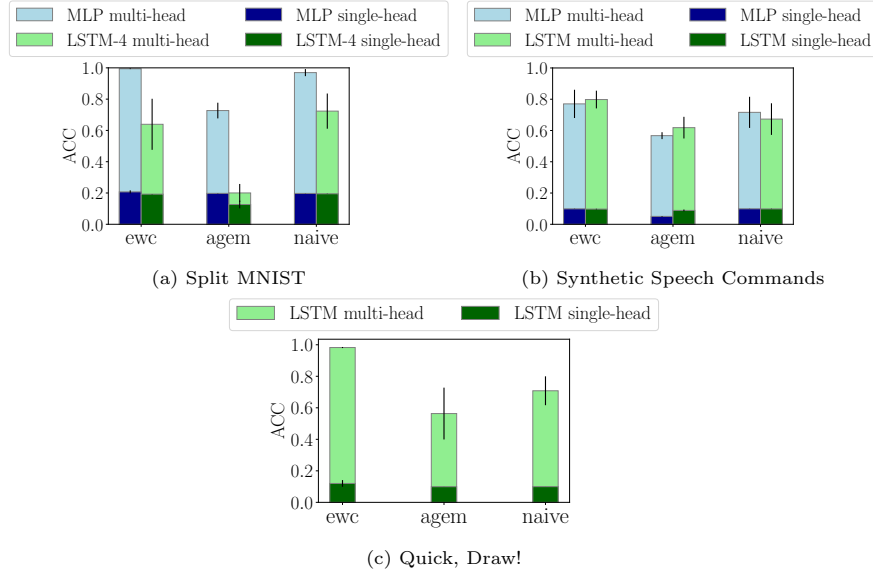 MLP multi-head MLP single-head
LSTM-4 multi-head LSTM-4 single-head
1.0
0.8
0.6
0.4
0.2
0.0
ACC
ewc agem naive
(a) Split MNIST
MLP multi-head MLP single-head
LSTM multi-head LSTM single-head
1.0
0.8
0.6
0.4
0.2
0.0
ACC
ewc agem naive
(b) Synthetic Speech Commands
LSTM multi-head LSTM single-head
1.0
0.8
0.6
0.4
0.2
0.0
ACC
ewc agem naive
(c) Quick, Draw!